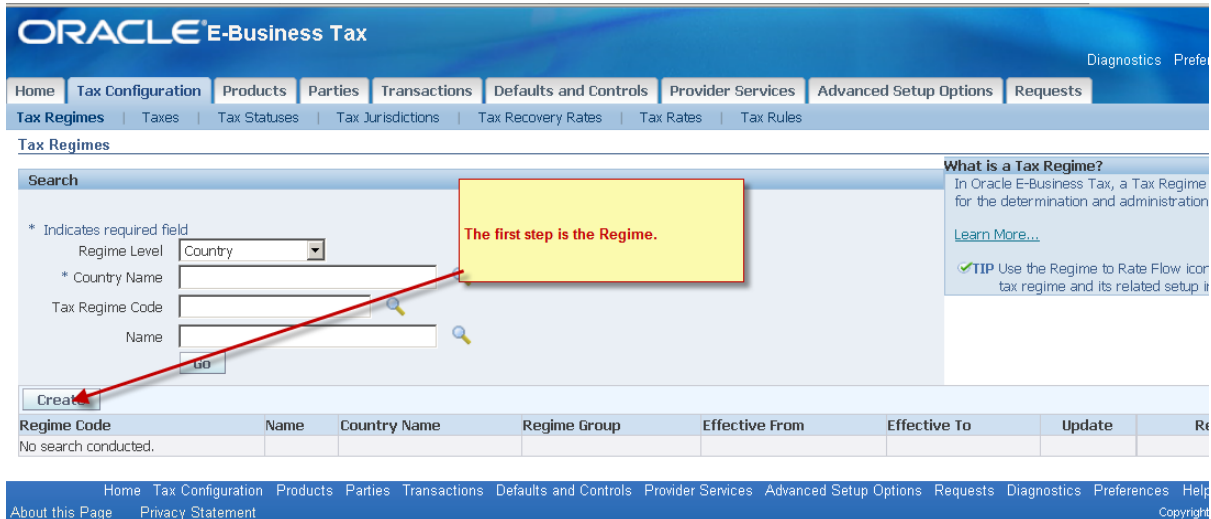 ORACLE® E-Business Tax
Diagnostics Prefer
Home Tax Configuration Products Parties Transactions Defaults and Controls Provider Services Advanced Setup Options Requests
Tax Regimes | Taxes | Tax Statuses | Tax Jurisdictions | Tax Recovery Rates | Tax Rates | Tax Rules
Tax Regimes
Search
* Indicates required field
Regime Level Country
* Country Name
Tax Regime Code
Name
Go
The first step is the Regime.
What is a Tax Regime?
In Oracle E-Business Tax, a Tax Regime
for the determination and administration
Learn More...
TIP Use the Regime to Rate Flow icon
tax regime and its related setup in
Create
Regime Code Name Country Name Regime Group Effective From Effective To Update Re
No search conducted.
Home Tax Configuration Products Parties Transactions Defaults and Controls Provider Services Advanced Setup Options Requests Diagnostics Preferences Help
About this Page Privacy Statement
Copyright